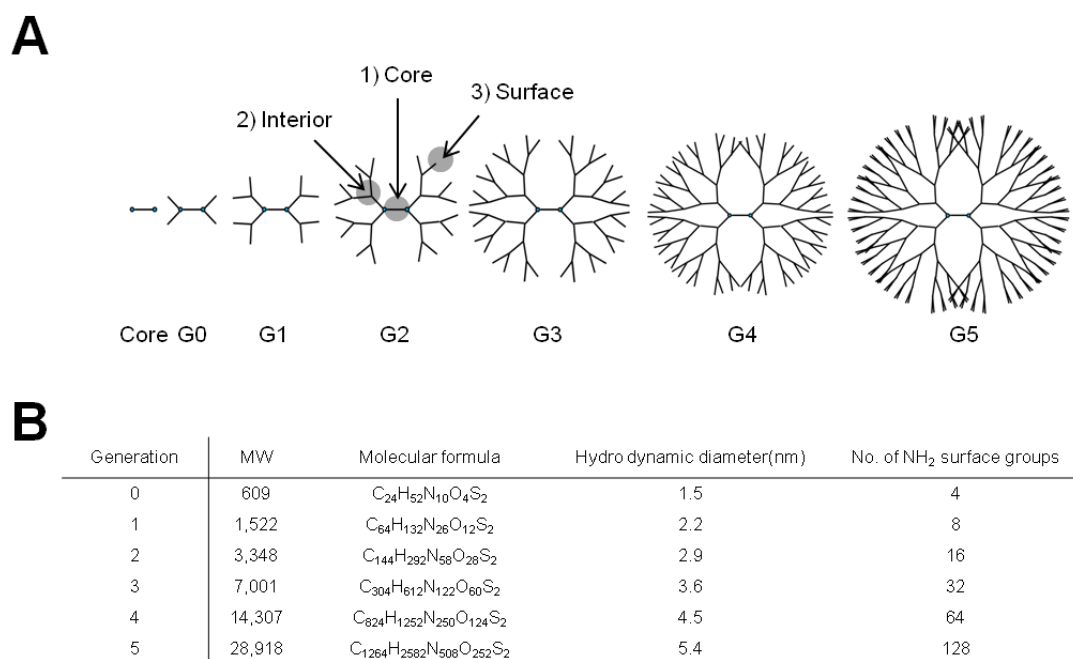 A
1) Core
3) Surface
2) Interior
Core G0 G1 G2 G3 G4 G5
B
Generation MW Molecular formula Hydro dynamic diameter(nm) No. of NH₂ surface groups
0 609 C₂₄H₅₂N₁₀O₄S₂ 1.5 4
1 1,522 C₆₄H₁₃₂N₂₆O₁₂S₂ 2.2 8
2 3,348 C₁₄₄H₂₉₂N₅₈O₂₈S₂ 2.9 16
3 7,001 C₃₀₄H₆₁₂N₁₂₂O₆₀S₂ 3.6 32
4 14,307 C₈₂₄H₁₂₅₂N₂₅₀O₁₂₄S₂ 4.5 64
5 28,918 C₁₂₆₄H₂₅₈₂N₅₀₈O₂₅₂S₂ 5.4 128